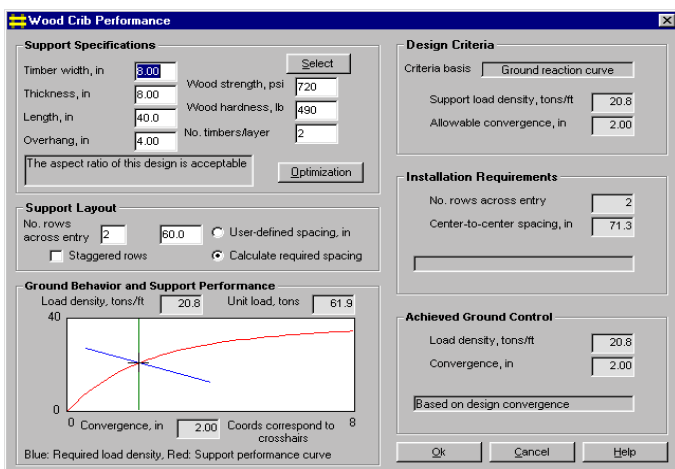 Wood Crib Performance
Support Specifications
Timber width, in 8.00
Thickness, in 8.00
Length, in 40.0
Overhang, in 4.00
Select
Wood strength, psi 720
Wood hardness, lb 490
No. timbers/layer 2
The aspect ratio of this design is acceptable
Optimization
Support Layout
No. rows
across entry 2
60.0 User-defined spacing, in
Staggered rows
Calculate required spacing
Ground Behavior and Support Performance
Load density, tons/ft 20.8 Unit load, tons 61.9
40
0
0 Convergence, in 2.00 Coords correspond to 8
crosshairs
Blue: Required load density, Red: Support performance curve
Design Criteria
Criteria basis Ground reaction curve
Support load density, tons/ft 20.8
Allowable convergence, in 2.00
Installation Requirements
No. rows across entry 2
Center-to-center spacing, in 71.3
Achieved Ground Control
Load density, tons/ft 20.8
Convergence, in 2.00
Based on design convergence
Ok Cancel Help